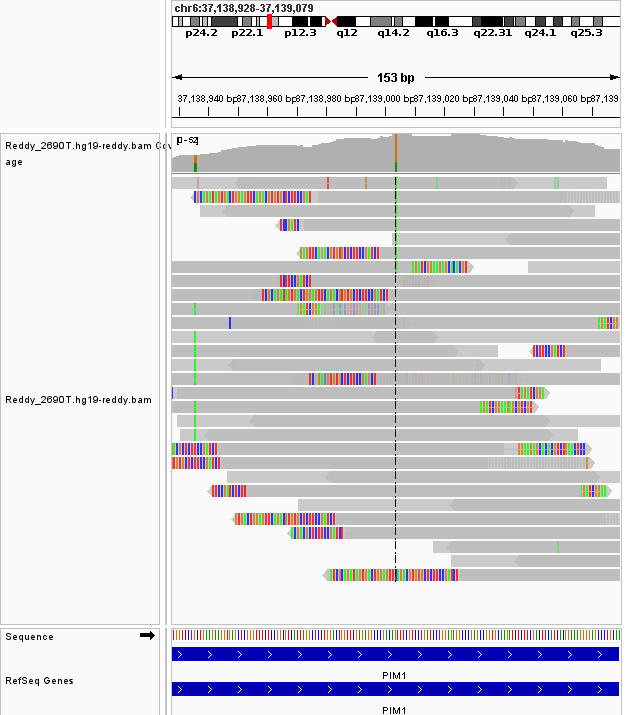 chr6:37,138,928-37,139,079
p24.2 p22.1 p12.3 q12 q14.2 q16.3 q22.31 q24.1 q25.3
153 bp
37,138,940 bp 37,138,960 bp 37,138,980 bp 37,139,000 bp 37,139,020 bp 37,139,040 bp 37,139,060 bp 37,139
Reddy_2690T.hg19-reddy.bam Cov
age
[0-52]
Reddy_2690T.hg19-reddy.bam
Sequence
PIM1
RefSeq Genes
PIM1